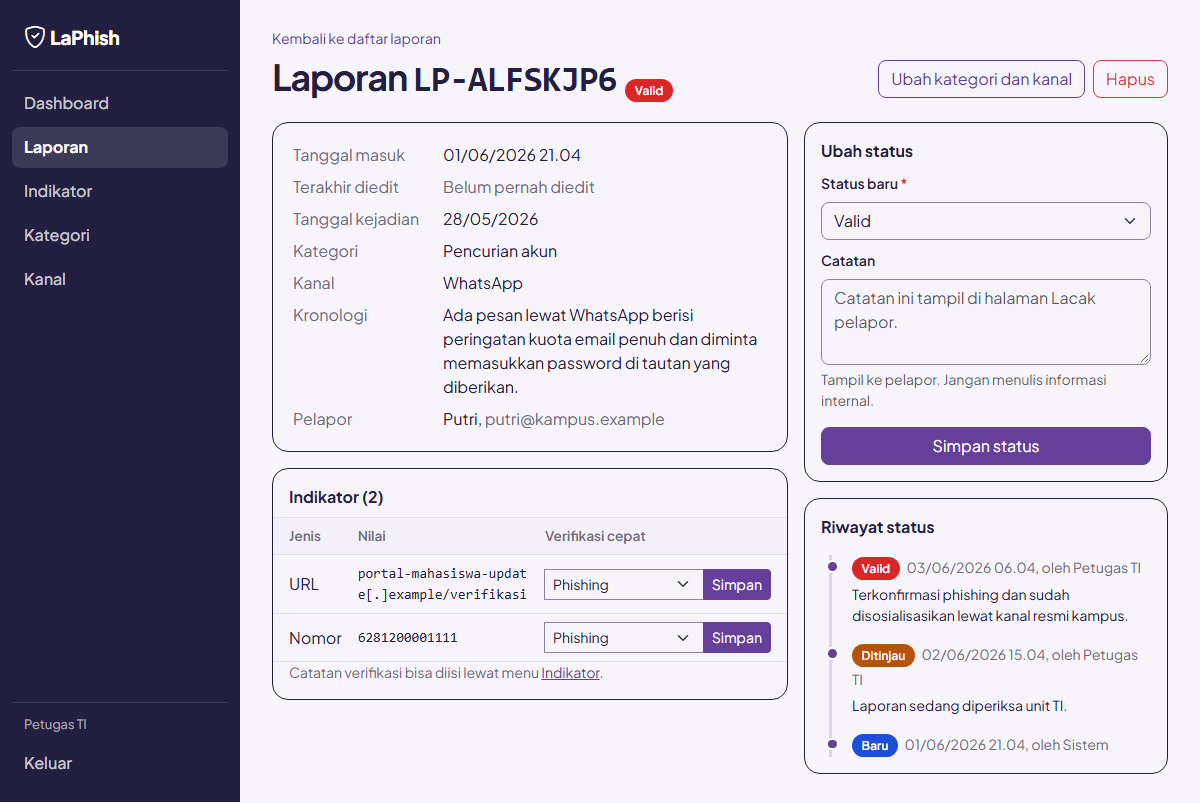 LaPhish
Dashboard
Laporan
Indikator
Kategori
Kanal
Petugas TI
Keluar
Kembali ke daftar laporan
Laporan LP-ALFSKJP6 Valid
Ubah kategori dan kanal
Hapus
Tanggal masuk 01/06/2026 21.04
Terakhir diedit Belum pernah diedit
Tanggal kejadian 28/05/2026
Kategori Pencurian akun
Kanal WhatsApp
Kronologi Ada pesan lewat WhatsApp berisi
peringatan kuota email penuh dan diminta
memasukkan password di tautan yang
diberikan.
Pelapor Putri, putri@kampus.example
Indikator (2)
Jenis Nilai Verifikasi cepat
URL portal-mahasiswa-updat
e[.]example/verifikasi
Phishing Simpan
Nomor 6281200001111 Phishing Simpan
Catatan verifikasi bisa diisi lewat menu Indikator.
Ubah status
Status baru *
Valid
Catatan
Catatan ini tampil di halaman Lacak
pelapor.
Tampil ke pelapor. Jangan menulis informasi
internal.
Simpan status
Riwayat status
Valid 03/06/2026 06.04, oleh Petugas TI
Terkonfirmasi phishing dan sudah
disosialisasikan lewat kanal resmi kampus.
Ditinjau 02/06/2026 15.04, oleh Petugas
TI
Laporan sedang diperiksa unit TI.
Baru 01/06/2026 21.04, oleh Sistem